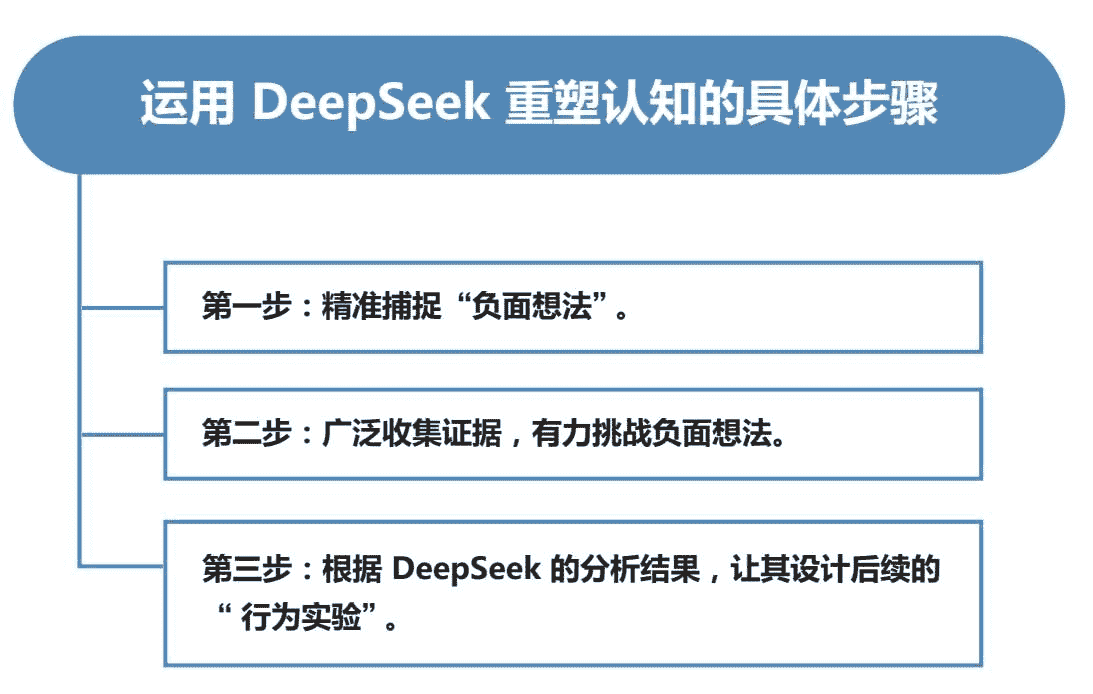 运用 DeepSeek 重塑认知的具体步骤
第一步：精准捕捉“负面想法”。
第二步：广泛收集证据，有力挑战负面想法。
第三步：根据 DeepSeek 的分析结果，让其设计后续的
“ 行为实验”。